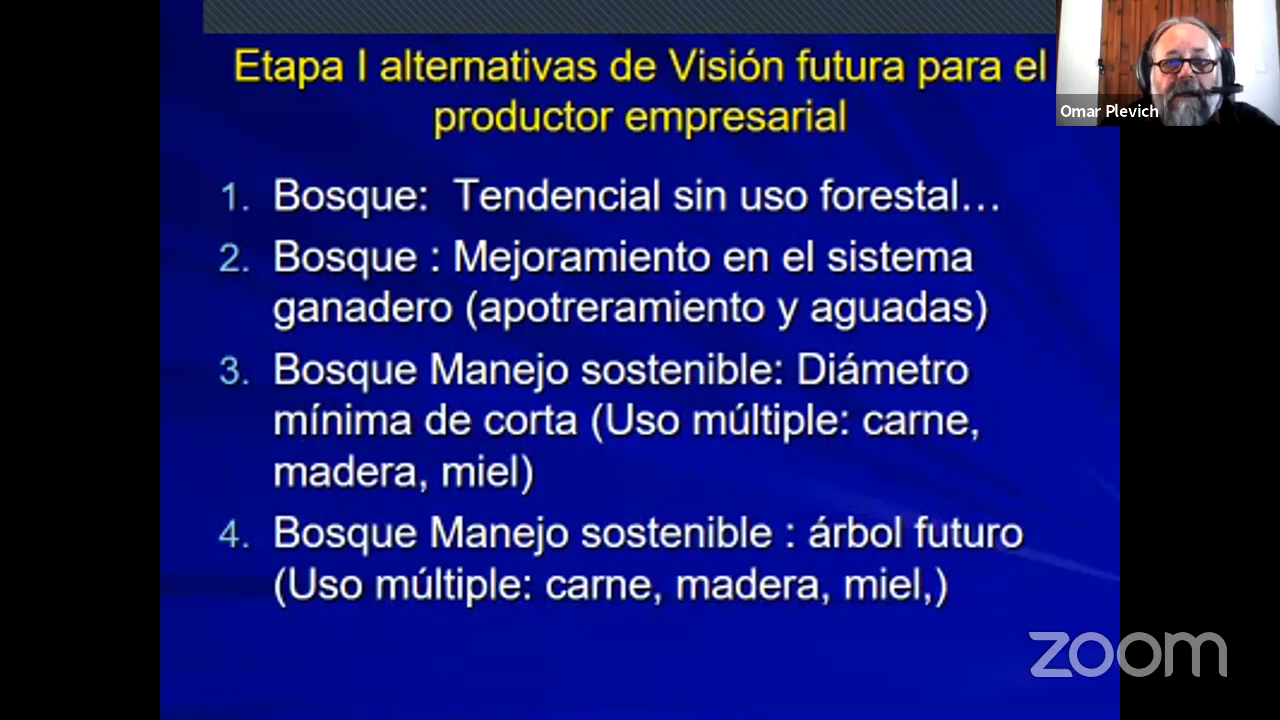 Etapa I alternativas de Visión futura para el
productor empresarial
Omar Plevich
1. Bosque:  Tendencial sin uso forestal…
2. Bosque : Mejoramiento en el sistema
ganadero (apotreramiento y aguadas)
3. Bosque Manejo sostenible: Diámetro
mínima de corta (Uso múltiple: carne,
madera, miel)
4. Bosque Manejo sostenible : árbol futuro
(Uso múltiple: carne, madera, miel,)
zoom